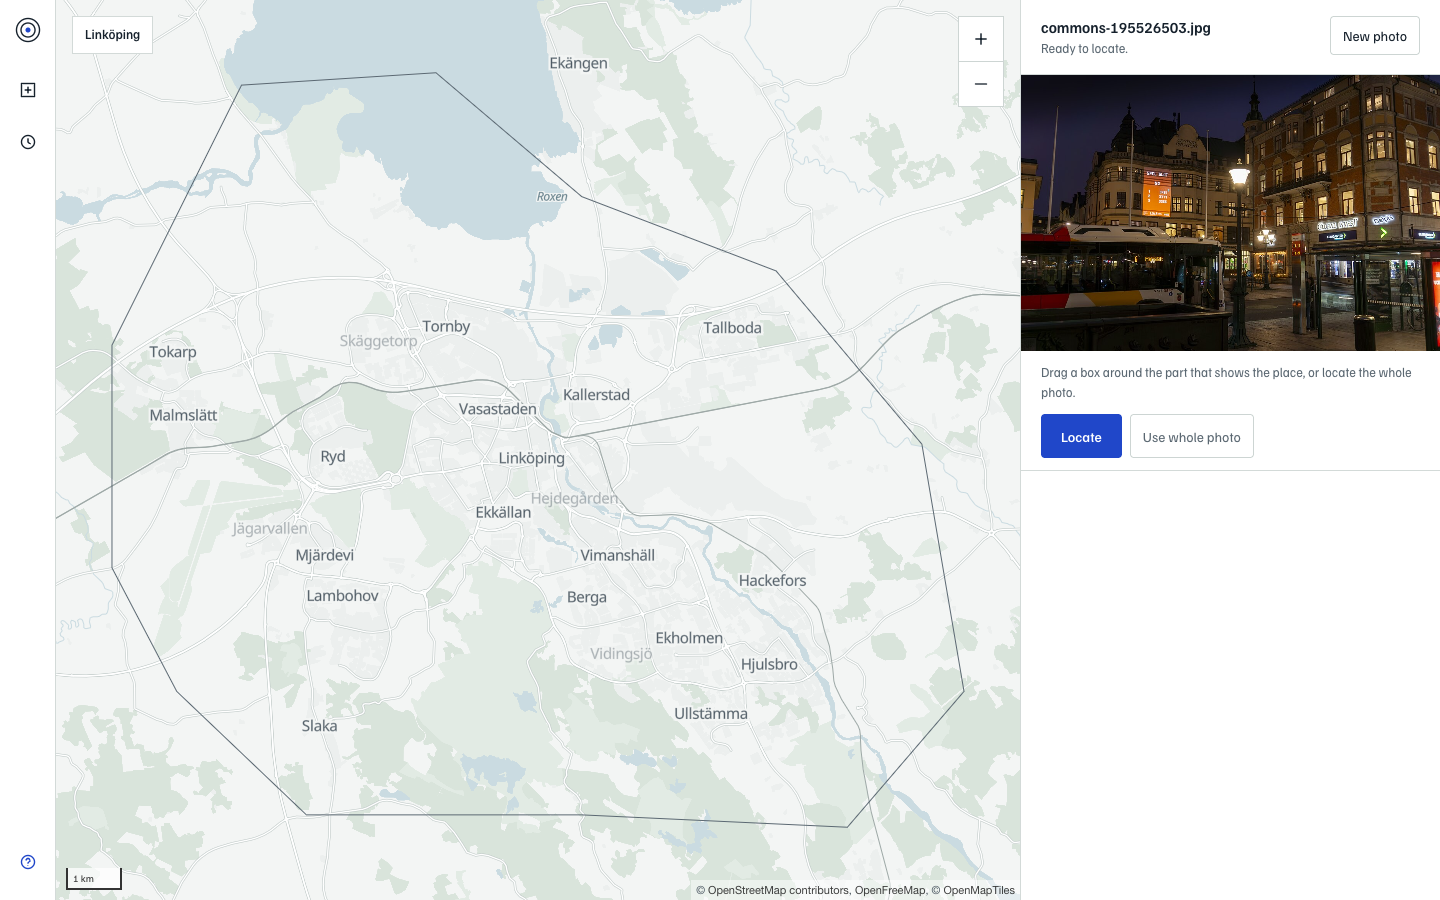 Linköping
Ekängen
Roxen
Tornby
Skäggetorp
Tallboda
Tokarp
Kallerstad
Vasastaden
Malmslätt
Ryd
Linköping
Hejdegården
Ekkällan
Jägarvallen
Mjärdevi
Vimanshäll
Hackefors
Lambohov
Berga
Ekholmen
Vidingsjö
Hjulsbro
Ullstämma
Slaka
1 km
© OpenStreetMap contributors, OpenFreeMap, © OpenMapTiles
commons-195526503.jpg
Ready to locate.
New photo
Drag a box around the part that shows the place, or locate the whole
photo.
Locate
Use whole photo